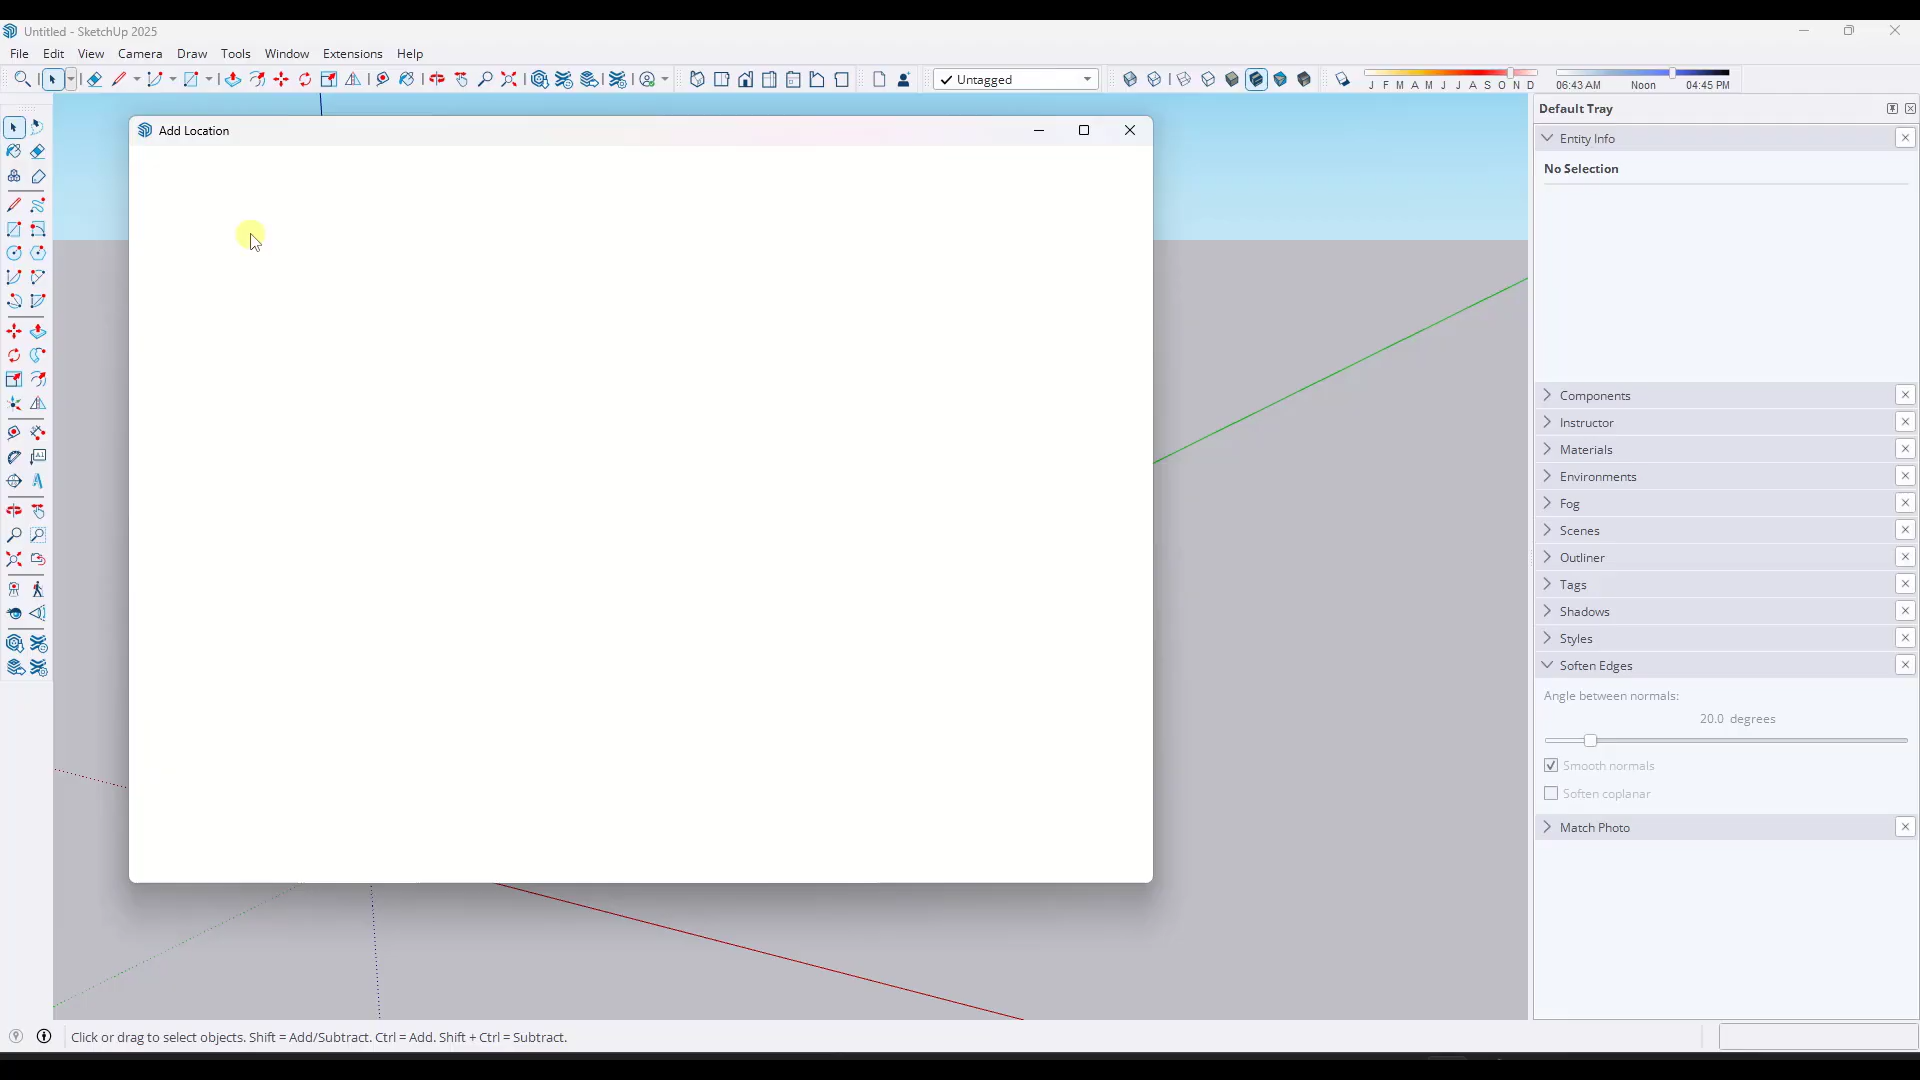 Untitled - SketchUp 2025
File Edit View Camera Draw Tools Window Extensions Help
Untagged
J F M A M J J A S O N D
06:43 AM Noon 04:45 PM
Add Location
Default Tray
Entity Info
No Selection
Components
Instructor
Materials
Environments
Fog
Scenes
Outliner
Tags
Shadows
Styles
Soften Edges
Angle between normals:
20.0 degrees
Smooth normals
Soften coplanar
Match Photo
Click or drag to select objects. Shift = Add/Subtract. Ctrl = Add. Shift + Ctrl = Subtract.